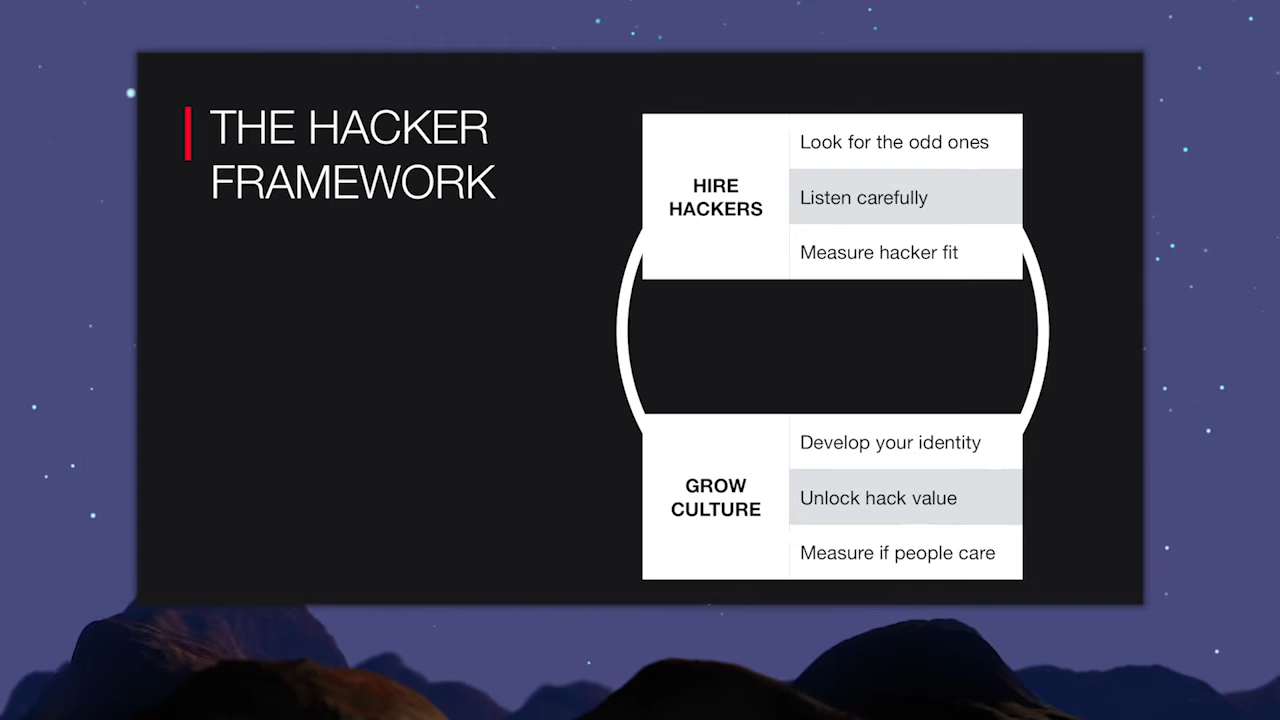 THE HACKER
FRAMEWORK
HIRE
HACKERS
Look for the odd ones
Listen carefully
Measure hacker fit
GROW
CULTURE
Develop your identity
Unlock hack value
Measure if people care